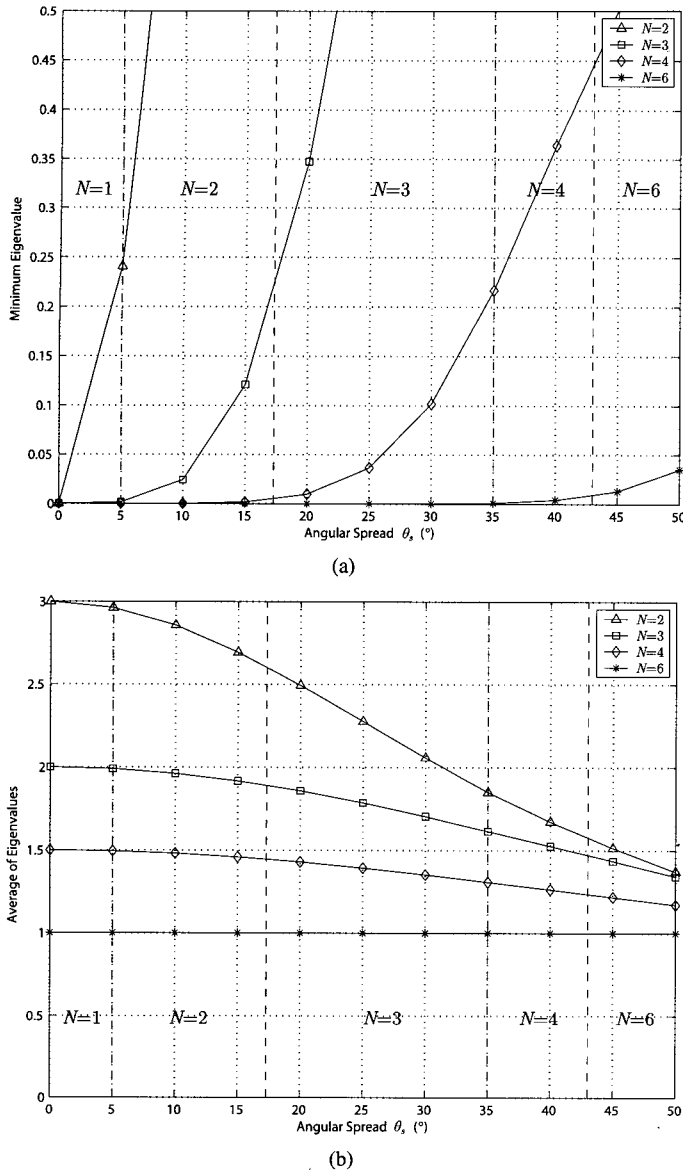 0.5
0.45
0.4
0.35
0.3
0.25
0.2
0.15
0.1
0.05
0
Minimum Eigenvalue
N=2
N=3
N=4
N=6
N=1
N=2
N=3
N=4
N=6
0 5 10 15 20 25 30 35 40 45 50
Angular Spread θs (°)
(a)
3
2.5
2
1.5
1
0.5
0
Average of Eigenvalues
N=2
N=3
N=4
N=6
N=1
N=2
N=3
N=4
N=6
0 5 10 15 20 25 30 35 40 45 50
Angular Spread θs (°)
(b)